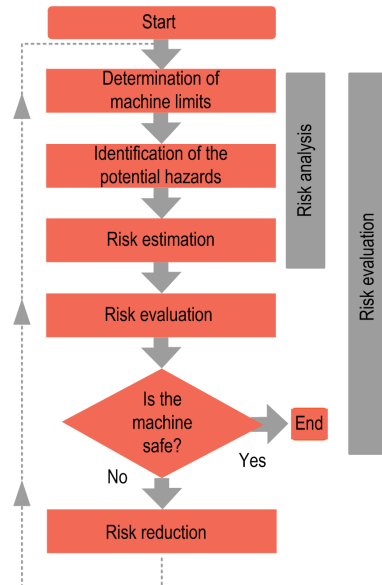 Start
Determination of
machine limits
Identification of the
potential hazards
Risk estimation
Risk evaluation
Is the
machine
safe?
Yes
End
No
Risk reduction
Risk analysis
Risk evaluation